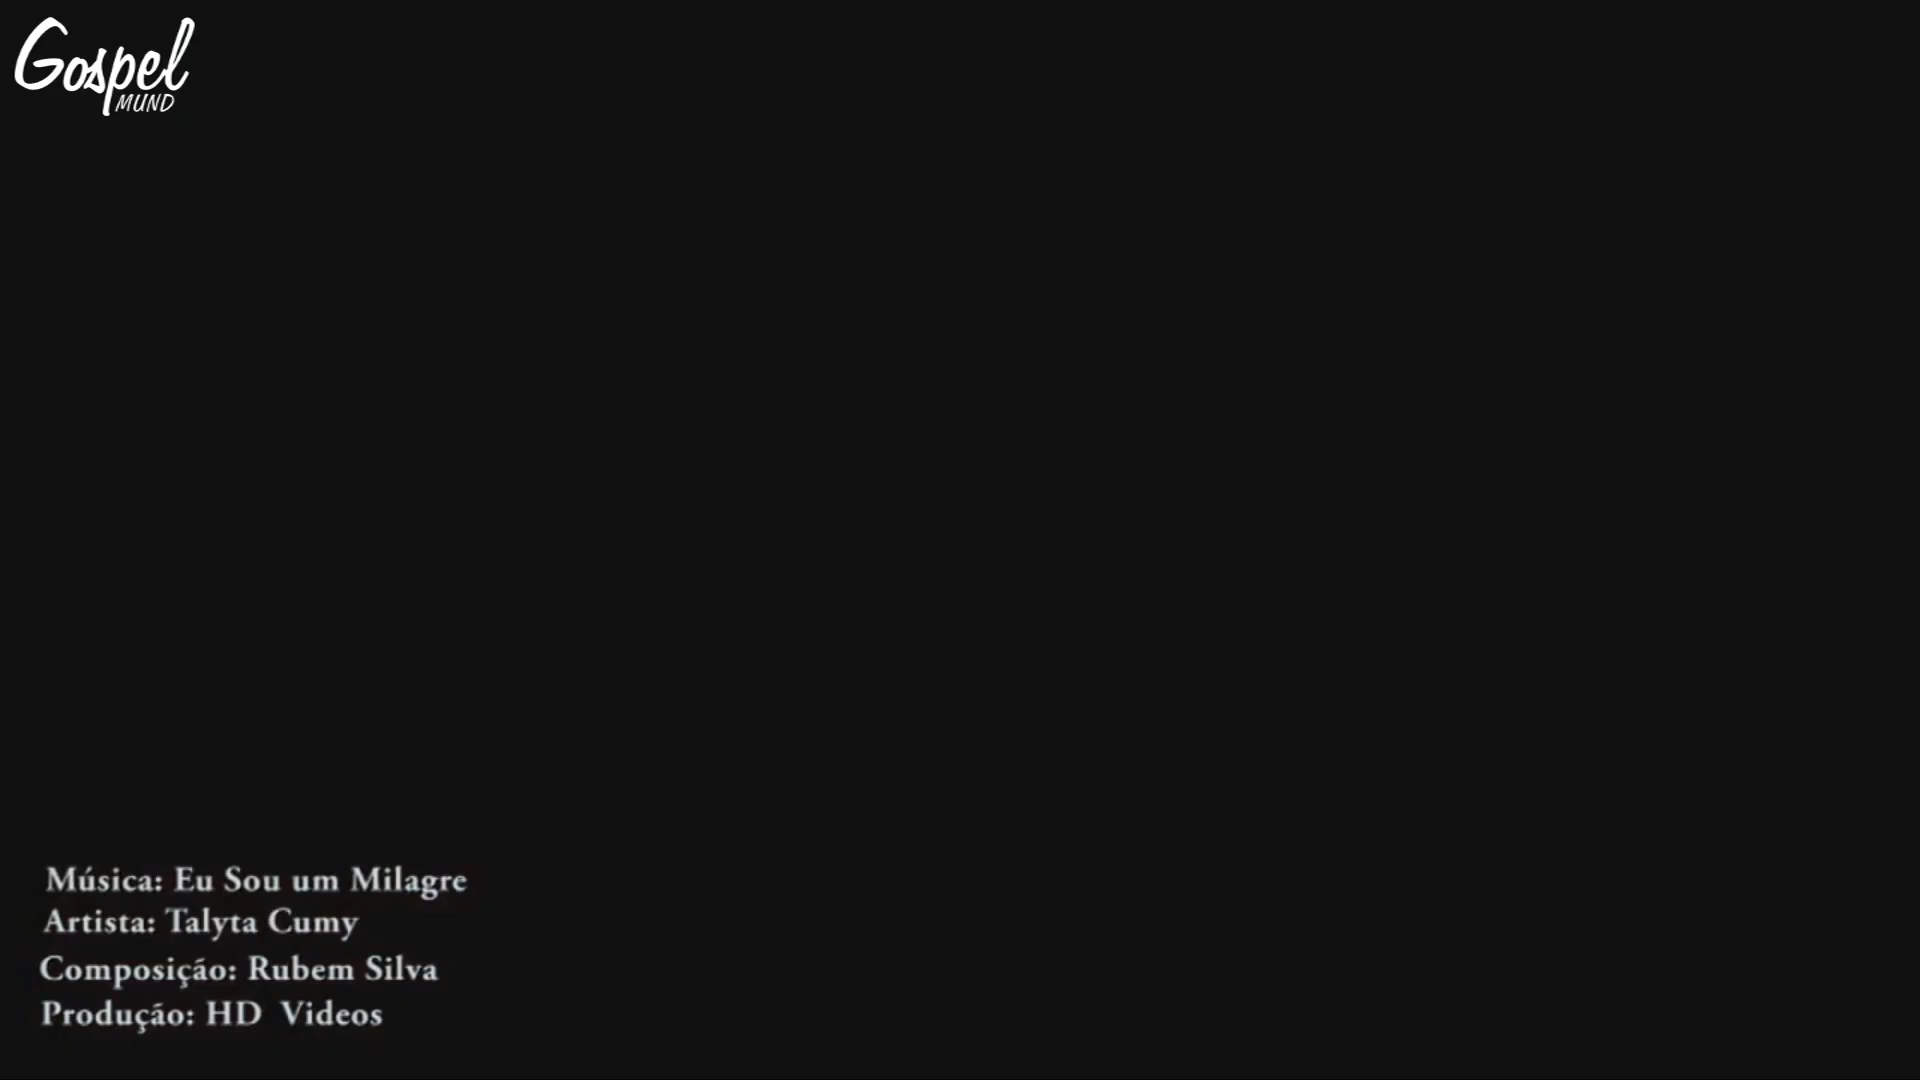 Gospel
MUND
Música: Eu Sou um Milagre
Artista: Talyta Cumy
Composição: Rubem Silva
Produção: HD Videos